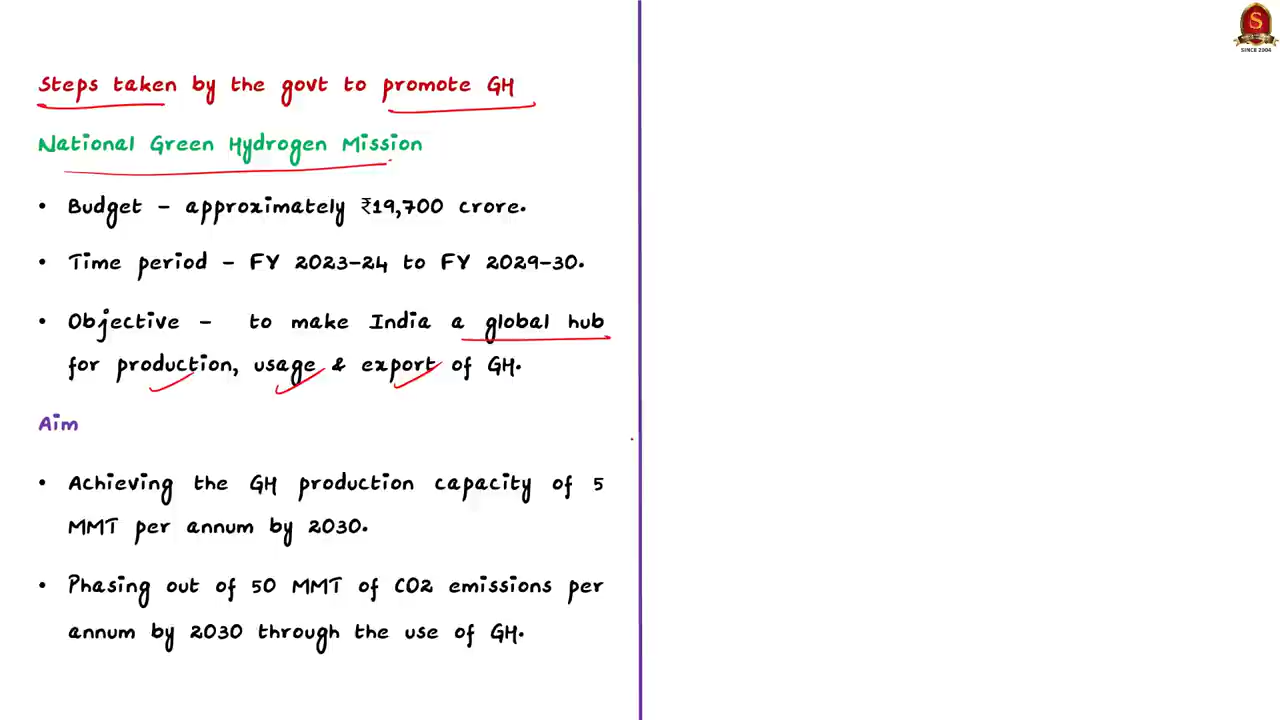 Steps taken by the govt to promote GH
National Green Hydrogen Mission
• Budget – approximately ₹19,700 crore.
• Time period – FY 2023-24 to FY 2029-30.
• Objective – to make India a global hub
for production, usage & export of GH.
Aim
• Achieving the GH production capacity of 5
MMT per annum by 2030.
• Phasing out of 50 MMT of CO2 emissions per
annum by 2030 through the use of GH.
S
SINCE 2004